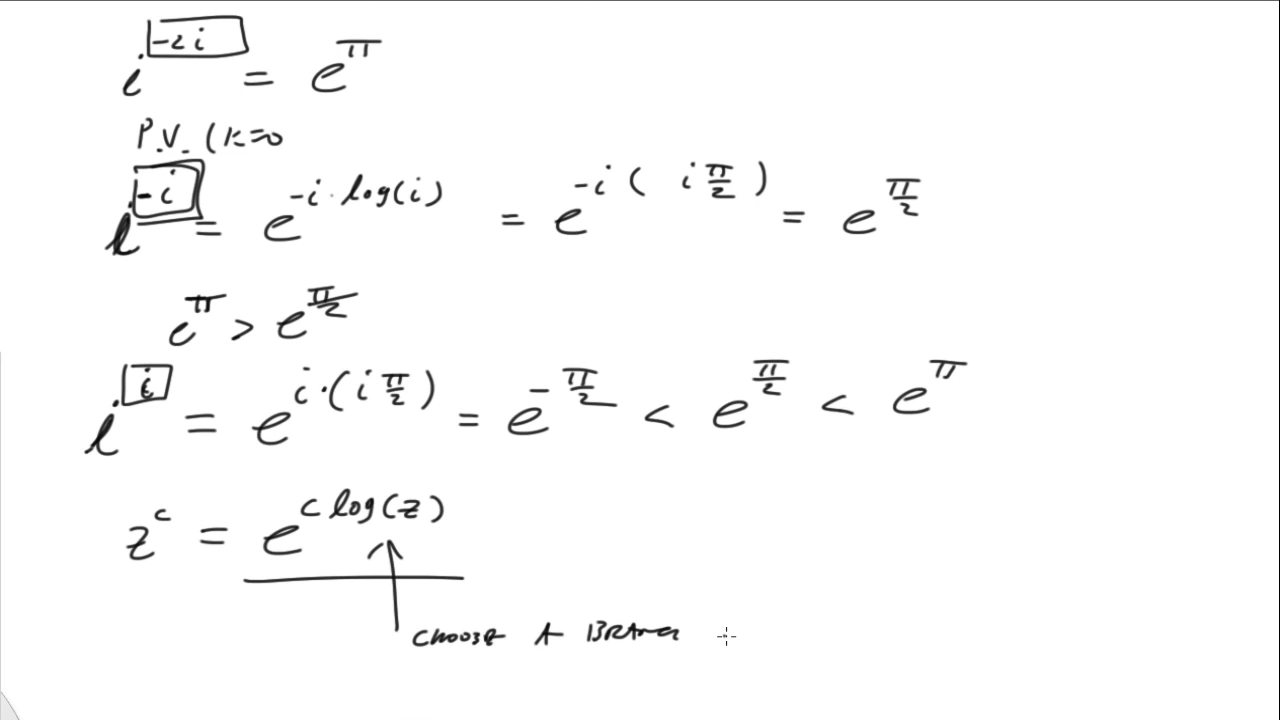 i^{-2i} = e^π
P.V. (k=0
i^{-i} = e^{-i·log(i)} = e^{-i(iπ/2)} = e^{π/2}
e^π > e^{π/2}
i^i = e^{i·(iπ/2)} = e^{-π/2} < e^{π/2} < e^π
z^c = e^{c log(z)}
CHOOSE A BRANCH